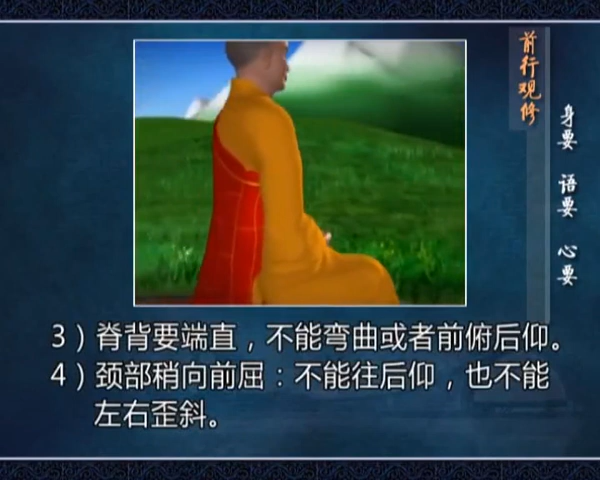 前行观修
身要 语要 心要
3）脊背要端直，不能弯曲或者前俯后仰。
4）颈部稍向前屈：不能往后仰，也不能
左右歪斜。